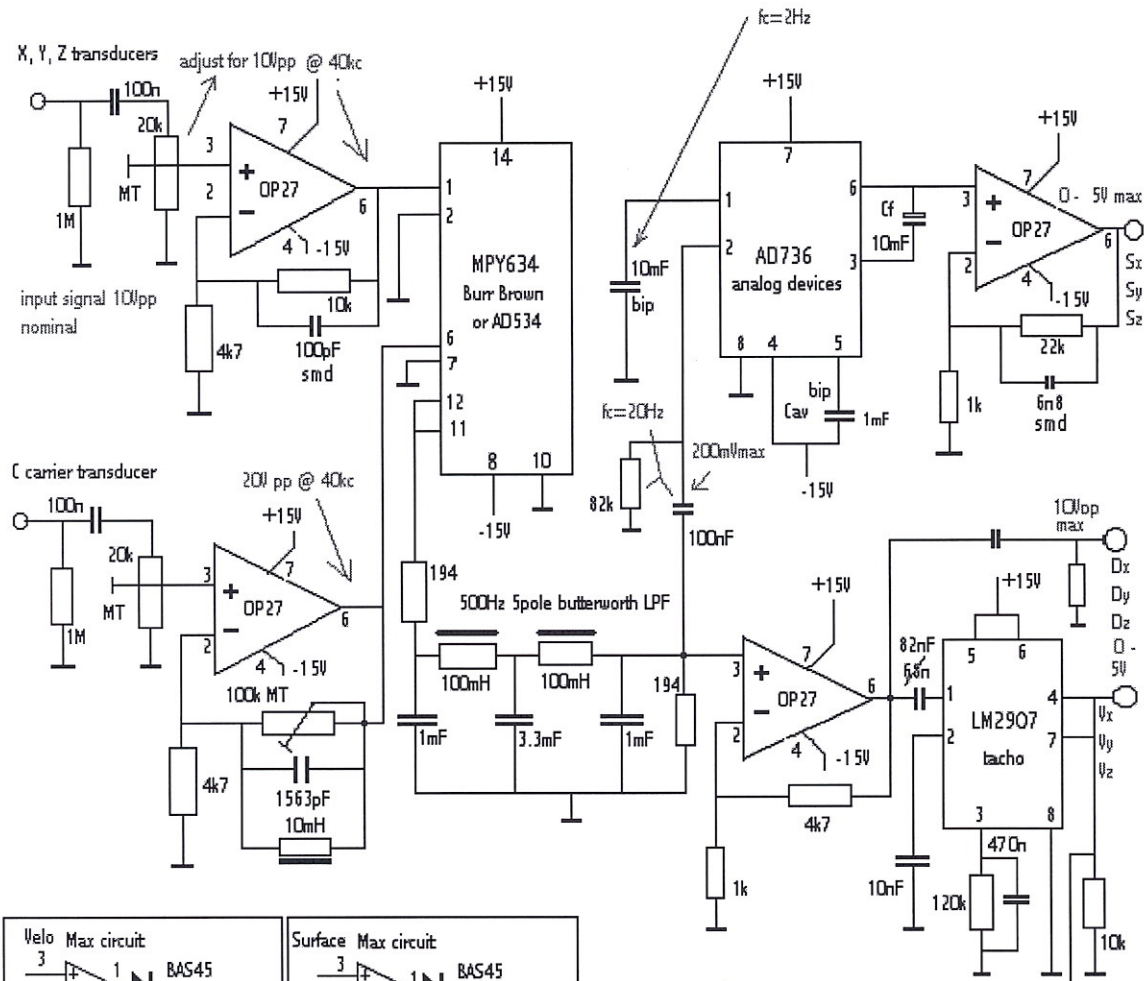 fc=2Hz
X, Y, Z transducers
adjust for 10Vpp @ 40kc
100n
20k
+15V
7
3
2
+
-
OP27
6
4
-15V
MT
1M
10k
100pF
smd
4k7
input signal 10Vpp
nominal
+15V
14
1
2
MPY634
Burr Brown
or AD534
6
7
12
11
8
10
-15V
+15V
7
1
2
AD736
analog devices
6
3
8
4
5
Cf
10mF
10mF
bip
bip
Cav
1mF
-15V
fc=20Hz
200mVmax
82k
100nF
+15V
7
3
+
-
2
OP27
6
4
-15V
0 - 5V max
Sx
Sy
Sz
22k
6n8
smd
1k
C carrier transducer
100n
20k
20V pp @ 40kc
+15V
7
3
+
-
2
OP27
6
4
-15V
MT
1M
100k MT
4k7
1563pF
10mH
194
500Hz 5pole butterworth LPF
100mH
100mH
1mF
3.3mF
1mF
194
+15V
7
3
+
-
2
OP27
6
4
-15V
4k7
1k
10Vop
max
Dx
Dy
Dz
0 -
5V
+15V
82nF
68n
5
6
1
2
4
7
LM2907
tacho
3
8
Vx
Vy
Vz
10nF
470n
120k
10k
Velo Max circuit
3
+
1
BAS45
Surface Max circuit
3
+
1
BAS45